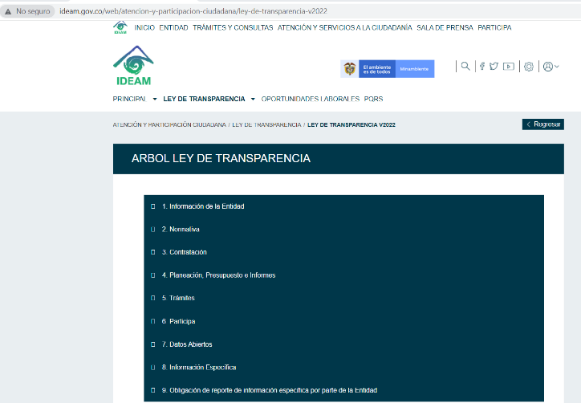 No seguro ideam.gov.co/web/atencion-y-participacion-ciudadana/ley-de-transparencia-v2022
INICIO ENTIDAD TRÁMITES Y CONSULTAS ATENCIÓN Y SERVICIOS A LA CIUDADANÍA SALA DE PRENSA PARTICIPA
IDEAM
El ambiente es de todos Minambiente
PRINCIPAL LEY DE TRANSPARENCIA OPORTUNIDADES LABORALES PQRS
ATENCIÓN Y PARTICIPACIÓN CIUDADANA / LEY DE TRANSPARENCIA / LEY DE TRANSPARENCIA V2022
< Regresar
ARBOL LEY DE TRANSPARENCIA
1. Información de la Entidad
2. Normativa
3. Contratación
4. Planeación, Presupuesto e Informes
5. Trámites
6. Participa
7. Datos Abiertos
8. Información Específica
9. Obligación de reporte de información específica por parte de la Entidad